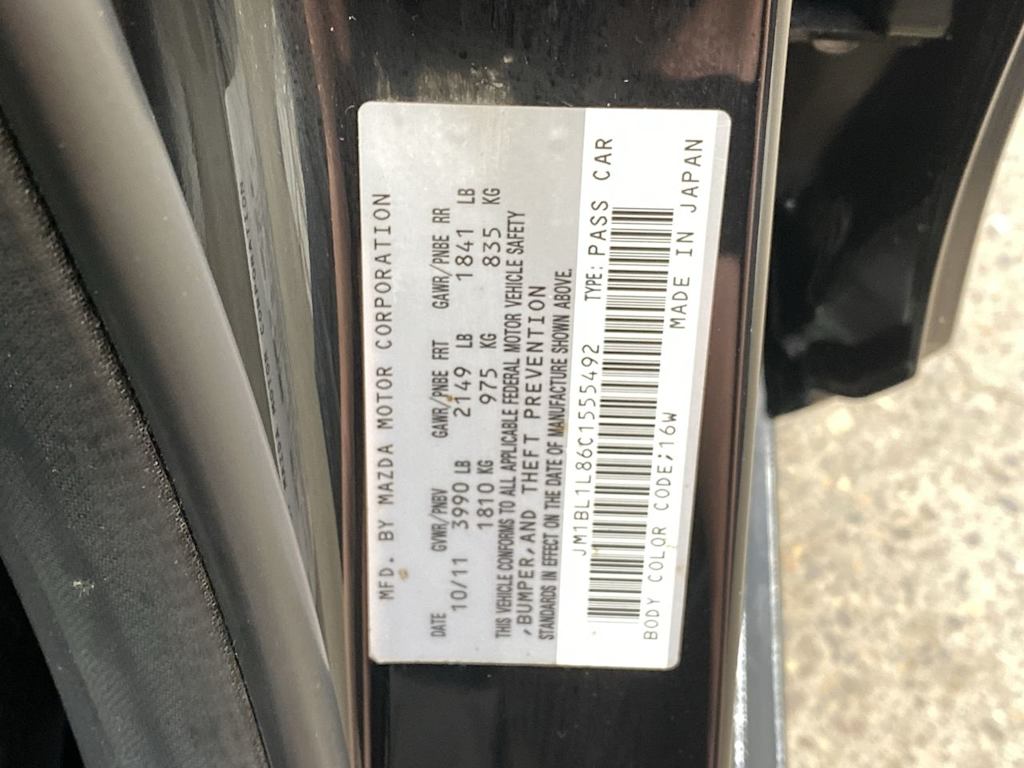 MFD. BY MAZDA MOTOR CORPORATION
DATE GVWR/PNBV GAWR/PNBE FRT GAWR/PNBE RR
10/11 3990 LB 2149 LB 1841 LB
1810 KG 975 KG 835 KG
THIS VEHICLE CONFORMS TO ALL APPLICABLE FEDERAL MOTOR VEHICLE SAFETY
,BUMPER,AND THEFT PREVENTION
STANDARDS IN EFFECT ON THE DATE OF MANUFACTURE SHOWN ABOVE.
JM1BL1L86C1555492 TYPE: PASS CAR
BODY COLOR CODE;16W MADE IN JAPAN